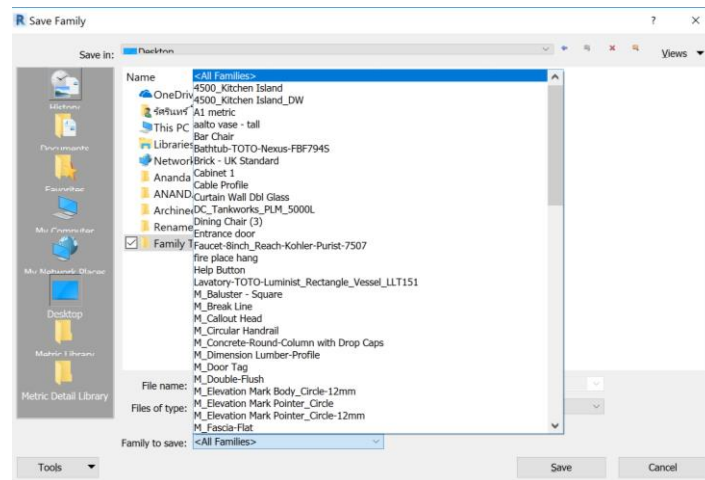 R Save Family
? ×
Save in: Desktop
Views
History
Documents
Favorites
My Computer
My Network Places
Desktop
Metric Library
Metric Detail Library
Name
OneDriv
This PC
Libraries
Network
Ananda
ANAND
Archinee
Rename
Family T
<All Families>
4500_Kitchen Island
4500_Kitchen Island_DW
A1 metric
aalto vase - tall
Bar Chair
Bathtub-TOTO-Nexus-FBF794S
Brick - UK Standard
Cabinet 1
Cable Profile
Curtain Wall Dbl Glass
DC_Tankworks_PLM_5000L
Dining Chair (3)
Entrance door
Faucet-8inch_Reach-Kohler-Purist-7507
fire place hang
Help Button
Lavatory-TOTO-Luminist_Rectangle_Vessel_LLT151
M_Baluster - Square
M_Break Line
M_Callout Head
M_Circular Handrail
M_Concrete-Round-Column with Drop Caps
M_Dimension Lumber-Profile
M_Door Tag
M_Double-Flush
M_Elevation Mark Body_Circle-12mm
M_Elevation Mark Pointer_Circle
M_Elevation Mark Pointer_Circle-12mm
M_Fascia-Flat
File name:
Files of type:
Family to save: <All Families>
Tools
Save
Cancel